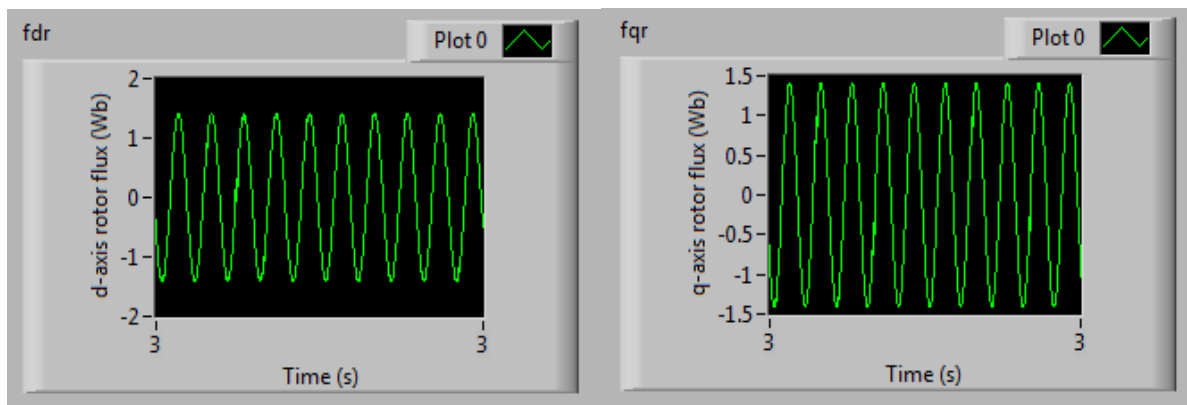 fdr
Plot 0
d-axis rotor flux (Wb)
2
1
0
-1
-2
3
3
Time (s)
fqr
Plot 0
q-axis rotor flux (Wb)
1.5
1
0.5
0
-0.5
-1
-1.5
3
3
Time (s)